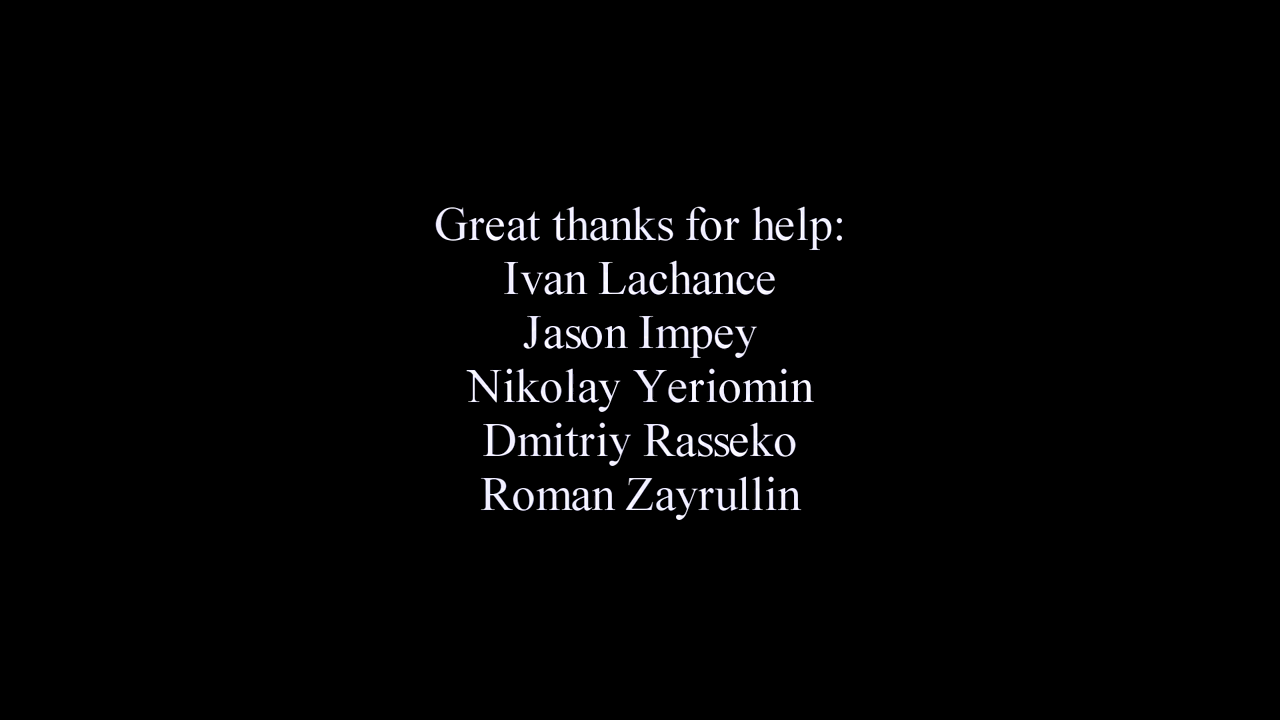 Great thanks for help:
Ivan Lachance
Jason Impey
Nikolay Yeriomin
Dmitriy Rasseko
Roman Zayrullin